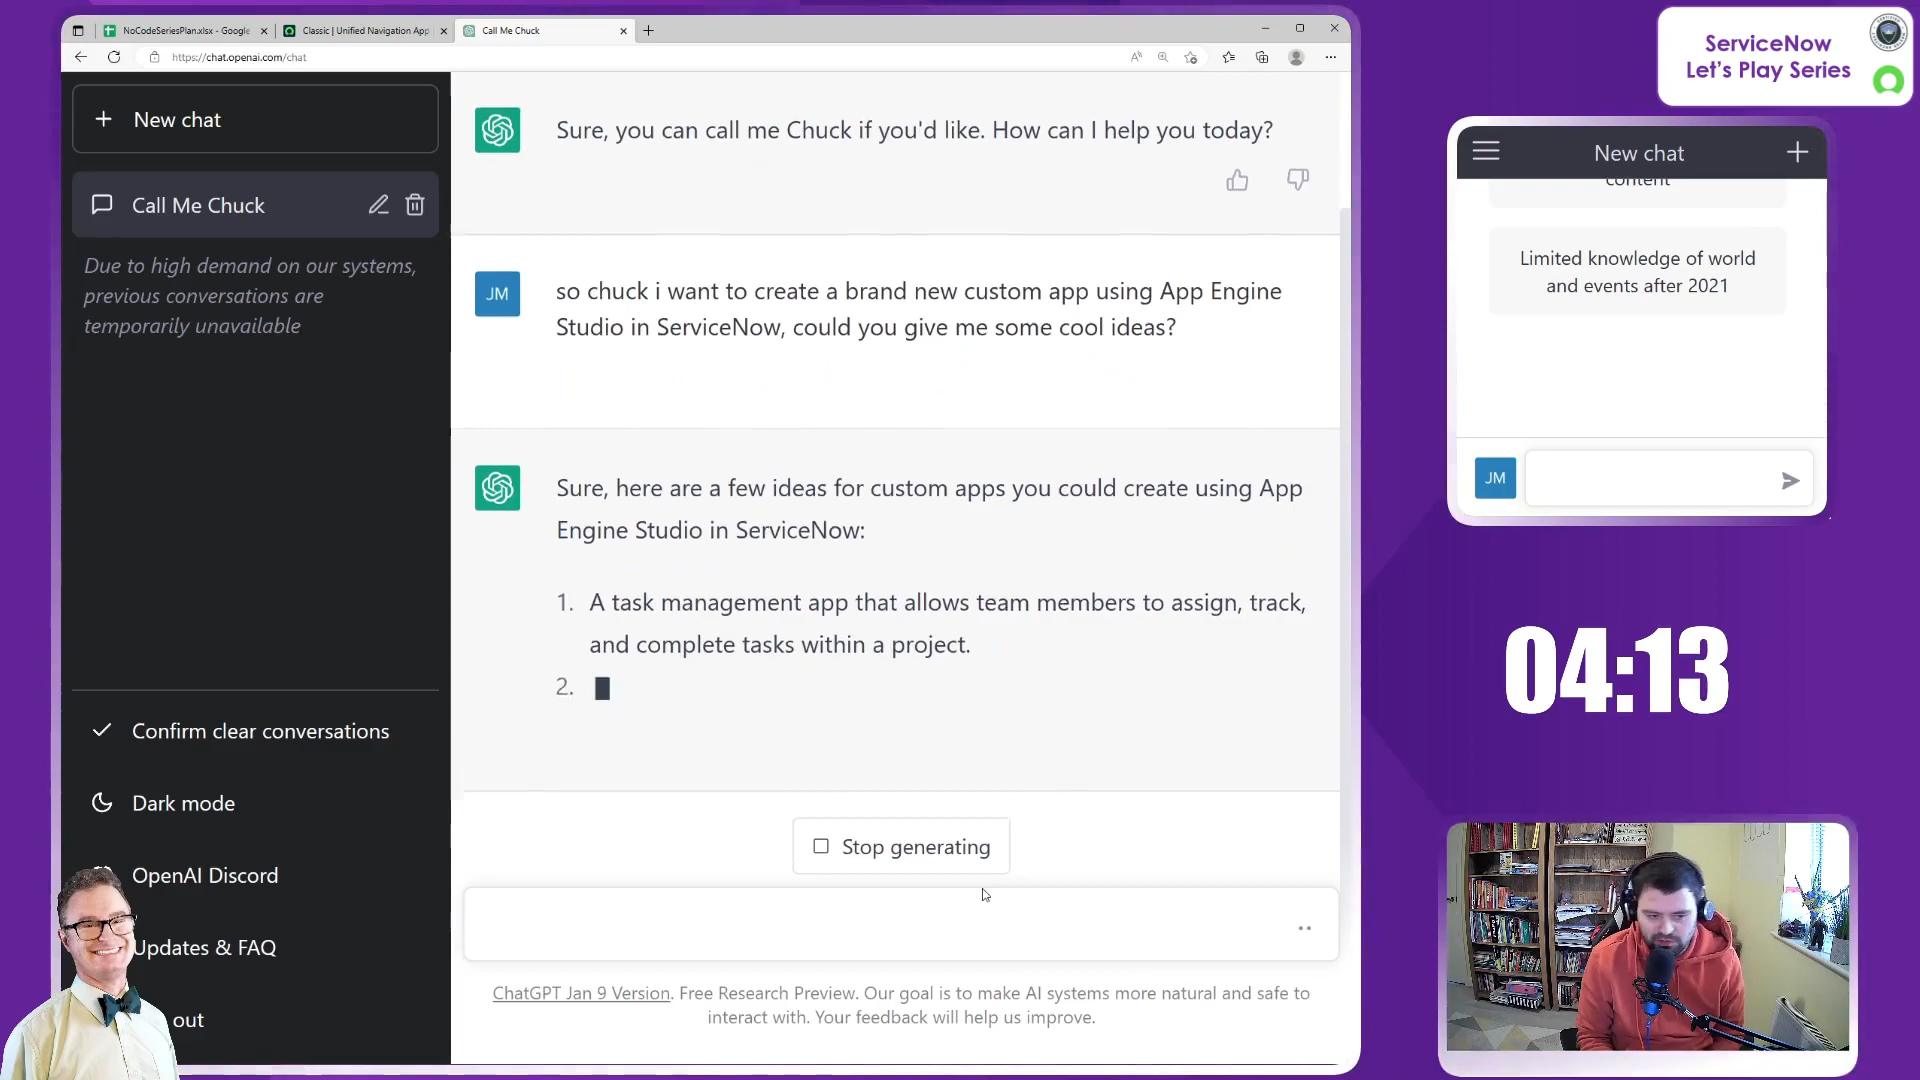 NoCodeSeriesPlan.xlsx - Google
Classic | Unified Navigation App
Call Me Chuck
https://chat.openai.com/chat
New chat
Call Me Chuck
Due to high demand on our systems,
previous conversations are
temporarily unavailable
Confirm clear conversations
Dark mode
OpenAI Discord
Updates & FAQ
out
Sure, you can call me Chuck if you'd like. How can I help you today?
JM
so chuck i want to create a brand new custom app using App Engine
Studio in ServiceNow, could you give me some cool ideas?
Sure, here are a few ideas for custom apps you could create using App
Engine Studio in ServiceNow:
1. A task management app that allows team members to assign, track,
and complete tasks within a project.
2.
Stop generating
ChatGPT Jan 9 Version. Free Research Preview. Our goal is to make AI systems more natural and safe to
interact with. Your feedback will help us improve.
ServiceNow
Let's Play Series
New chat
content
Limited knowledge of world
and events after 2021
JM
04:13